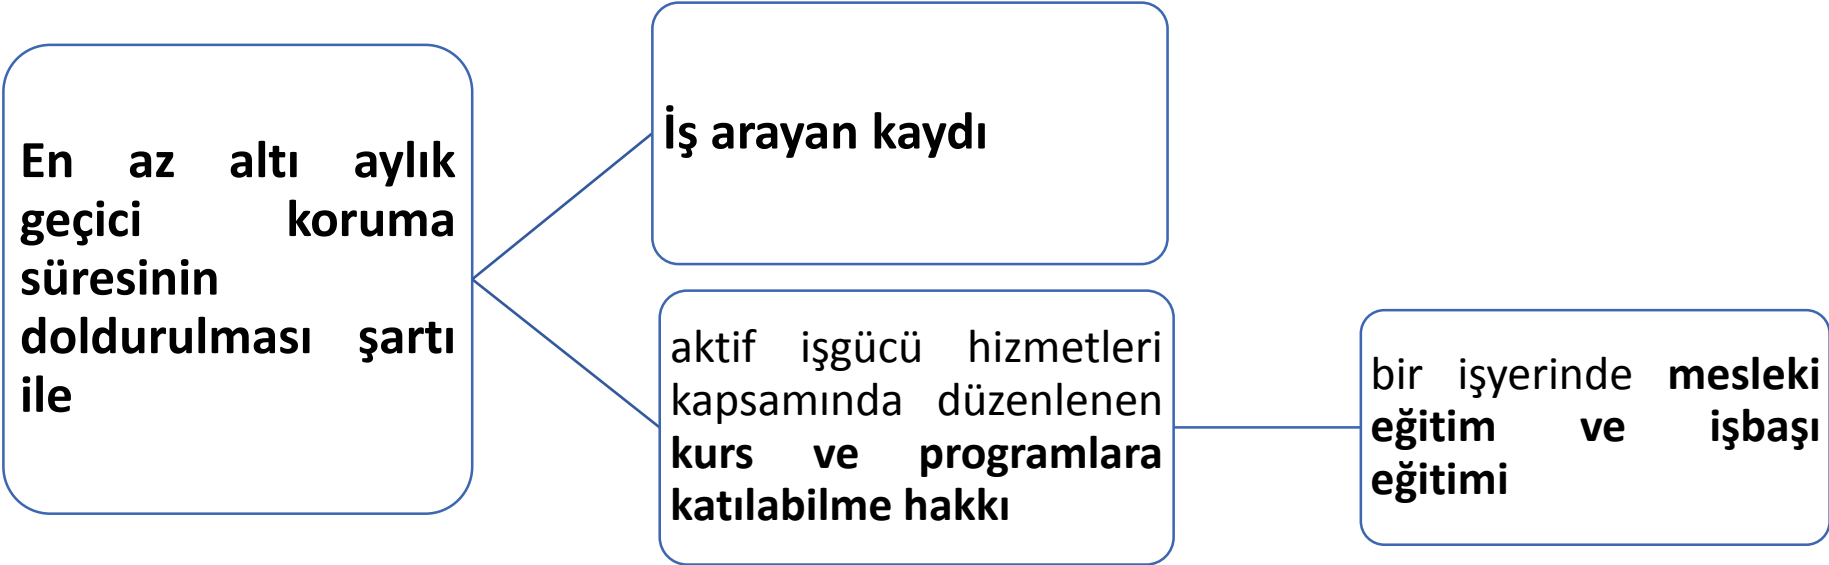 En az altı aylık
geçici koruma
süresinin
doldurulması şartı
ile
İş arayan kaydı
aktif işgücü hizmetleri
kapsamında düzenlenen
kurs ve programlara
katılabilme hakkı
bir işyerinde mesleki
eğitim ve işbaşı
eğitimi